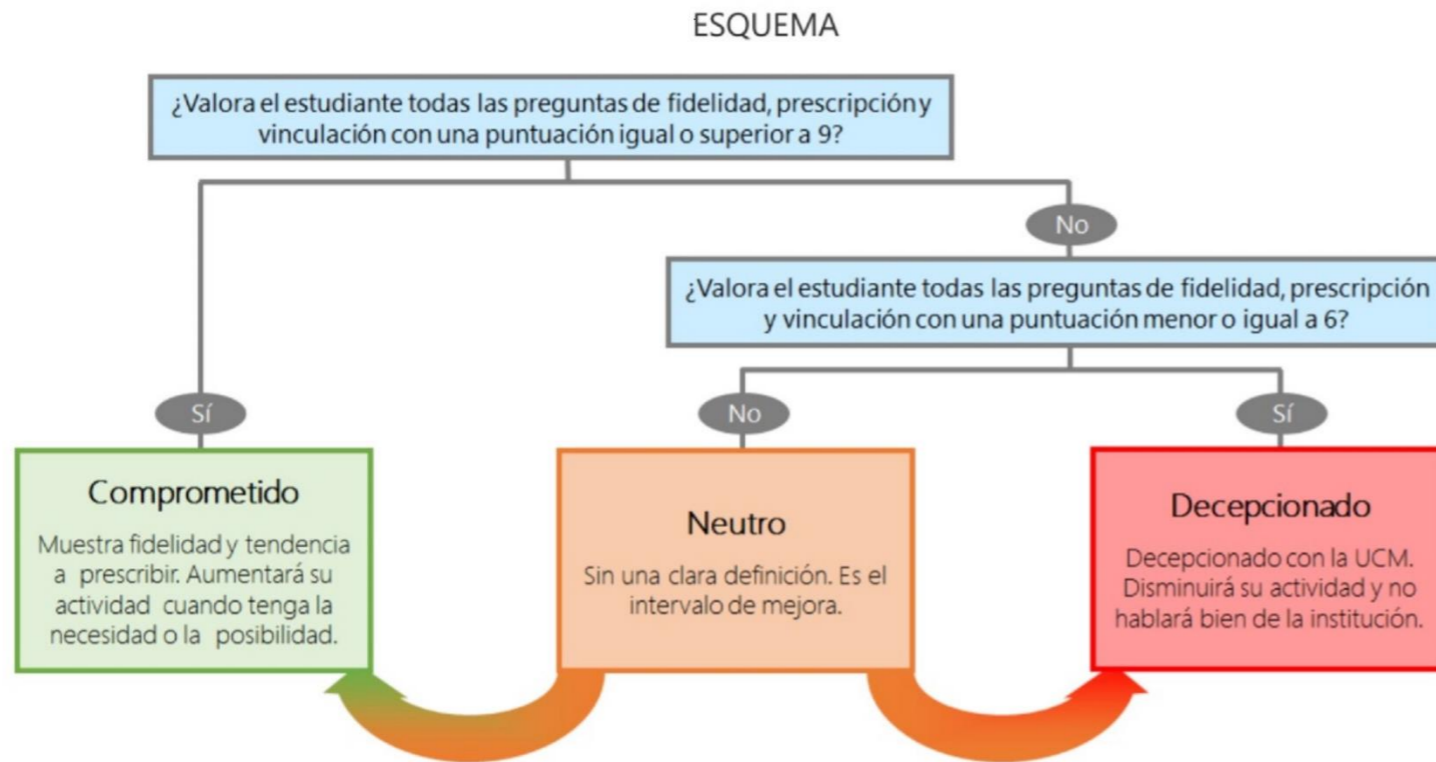 ESQUEMA
¿Valora el estudiante todas las preguntas de fidelidad, prescripción y
vinculación con una puntuación igual o superior a 9?
No
¿Valora el estudiante todas las preguntas de fidelidad, prescripción
y vinculación con una puntuación menor o igual a 6?
Sí
No
Sí
Comprometido
Muestra fidelidad y tendencia
a prescribir. Aumentará su
actividad cuando tenga la
necesidad o la posibilidad.
Neutro
Sin una clara definición. Es el
intervalo de mejora.
Decepcionado
Decepcionado con la UCM.
Disminuirá su actividad y no
hablará bien de la institución.